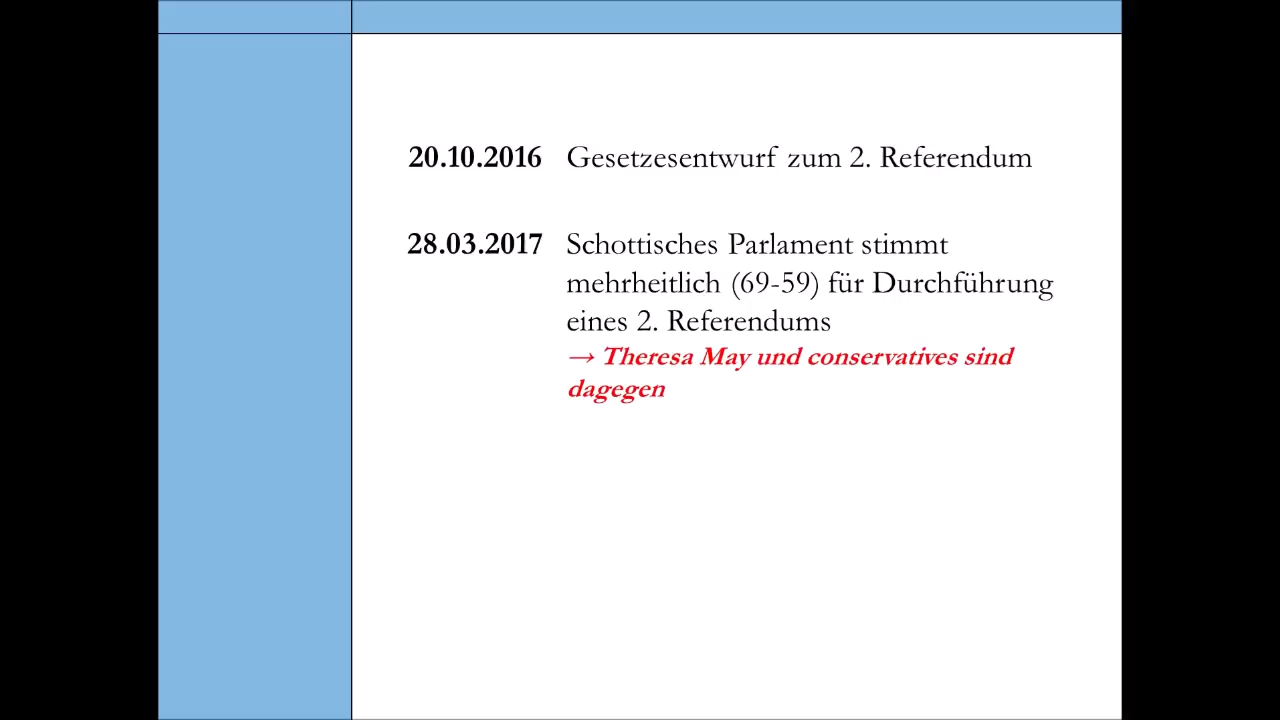 20.10.2016 Gesetzesentwurf zum 2. Referendum
28.03.2017 Schottisches Parlament stimmt
mehrheitlich (69-59) für Durchführung
eines 2. Referendums
→ Theresa May und conservatives sind
dagegen